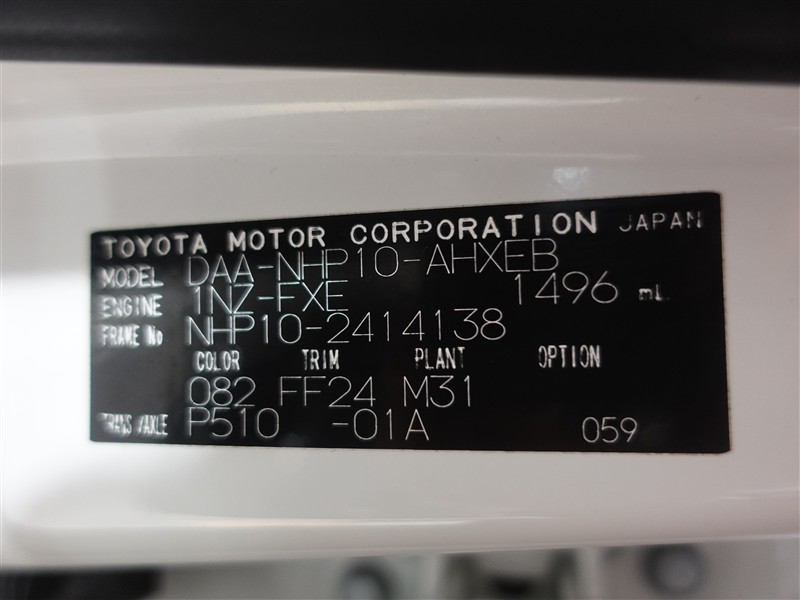 TOYOTA MOTOR CORPORATION JAPAN
MODEL DAA-NHP10-AHXEB
ENGINE 1NZ-FXE 1496 mL
FRAME No NHP10-2414138
COLOR TRIM PLANT OPTION
082 FF24 M31
TRANS/AXLE P510 -01A 059